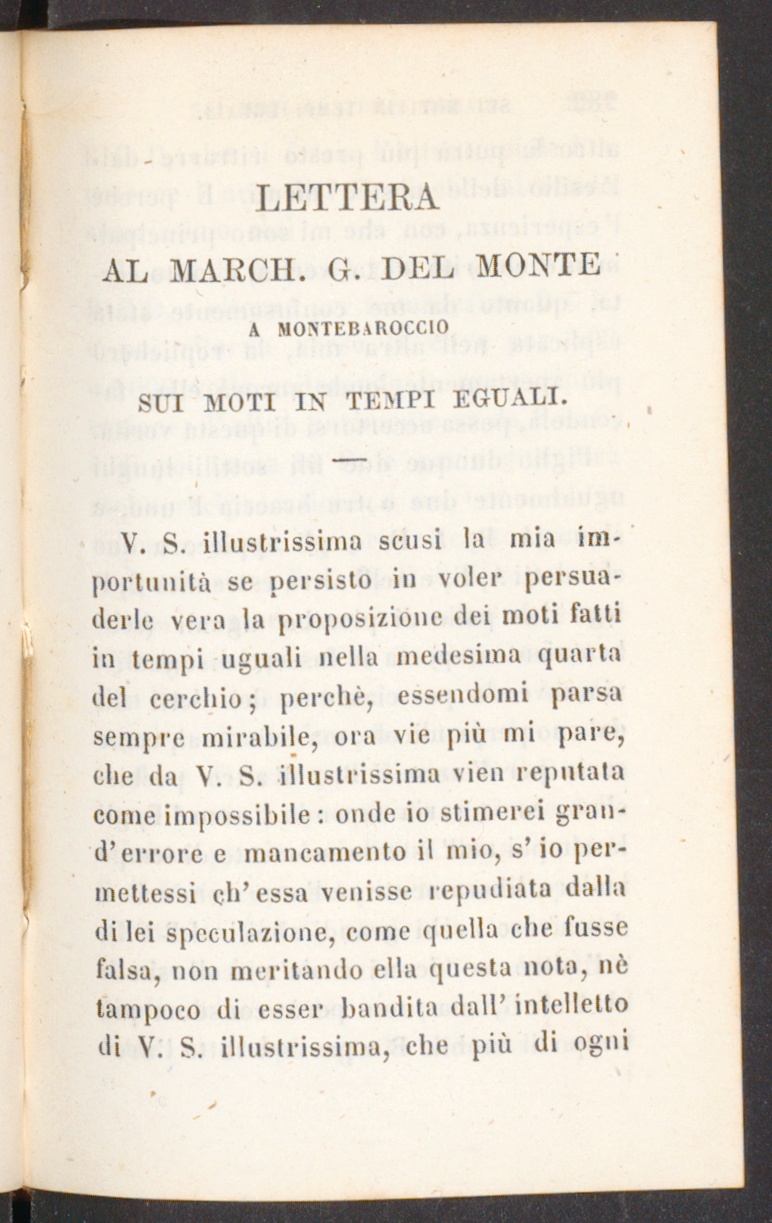 LETTERA
AL MARCH. G. DEL MONTE
A MONTEBAROCCIO
SUI MOTI IN TEMPI EGUALI.
V. S. illustrissima scusi la mia im-
portunità se persisto in voler persua-
derle vera la proposizione dei moti fatti
in tempi uguali nella medesima quarta
del cerchio; perchè, essendomi parsa
sempre mirabile, ora vie più mi pare,
che da V. S. illustrissima vien reputata
come impossibile: onde io stimerei gran-
d'errore e mancamento il mio, s' io per-
mettessi ch' essa venisse repudiata dalla
di lei speculazione, come quella che fusse
falsa, non meritando ella questa nota, nè
tampoco di esser bandita dall' intelletto
di V. S. illustrissima, che più di ogni